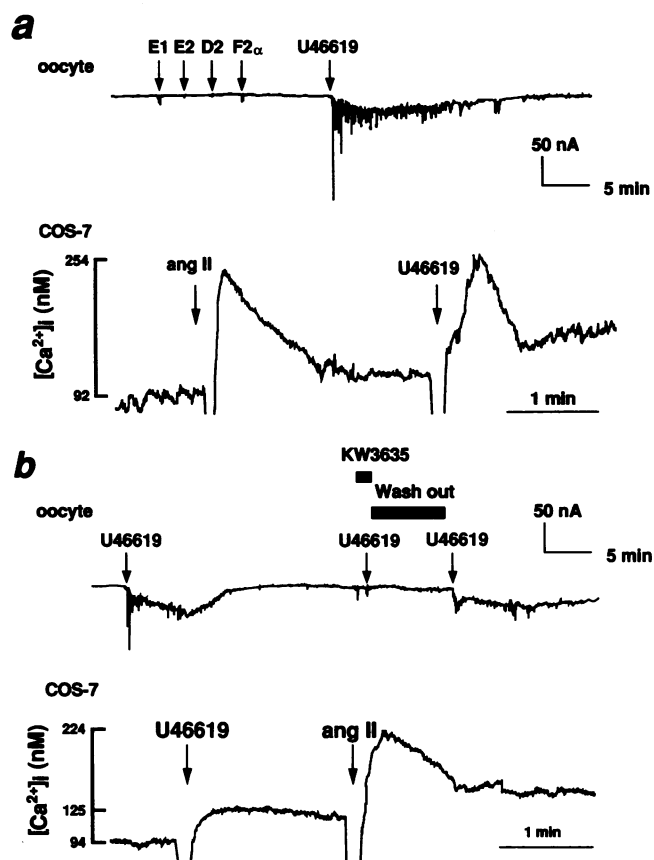 a
E1 E2 D2 F2α U46619
oocyte
50 nA
5 min
COS-7
254
ang II
U46619
[Ca2+]i (nM)
92
1 min
b
KW3635
Wash out
oocyte
50 nA
U46619 U46619 U46619
5 min
COS-7
224
U46619 ang II
[Ca2+]i (nM)
125
94
1 min